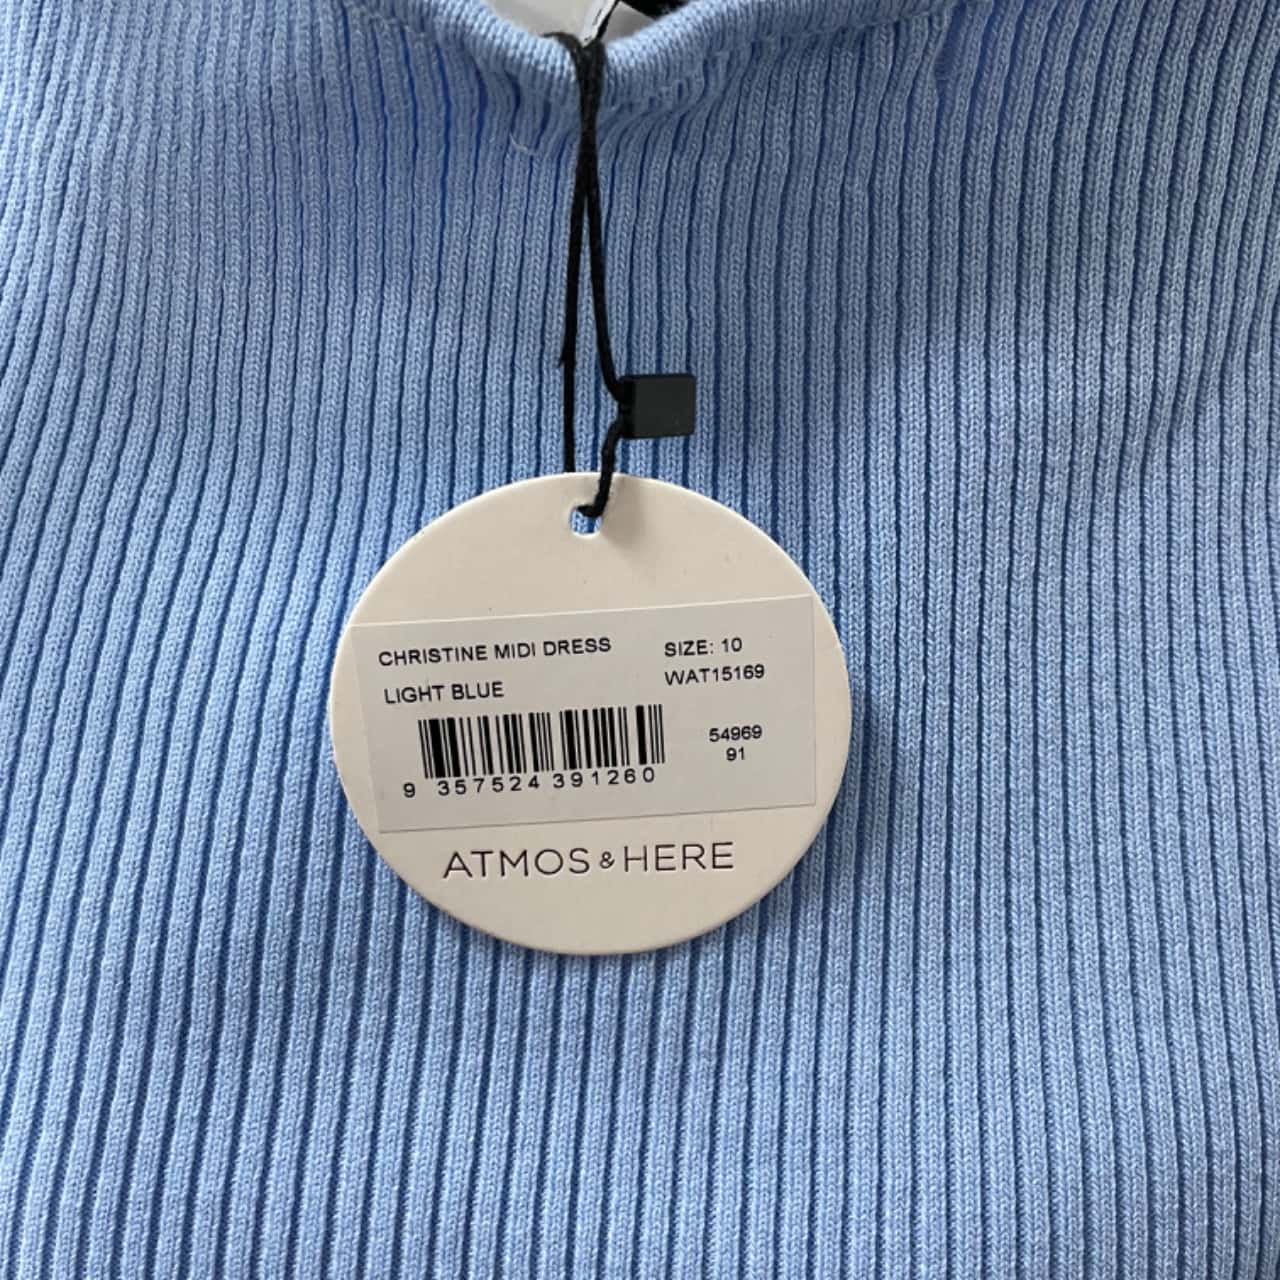 CHRISTINE MIDI DRESS SIZE: 10
LIGHT BLUE WAT15169
54969
91
9 357524 391260
ATMOS & HERE